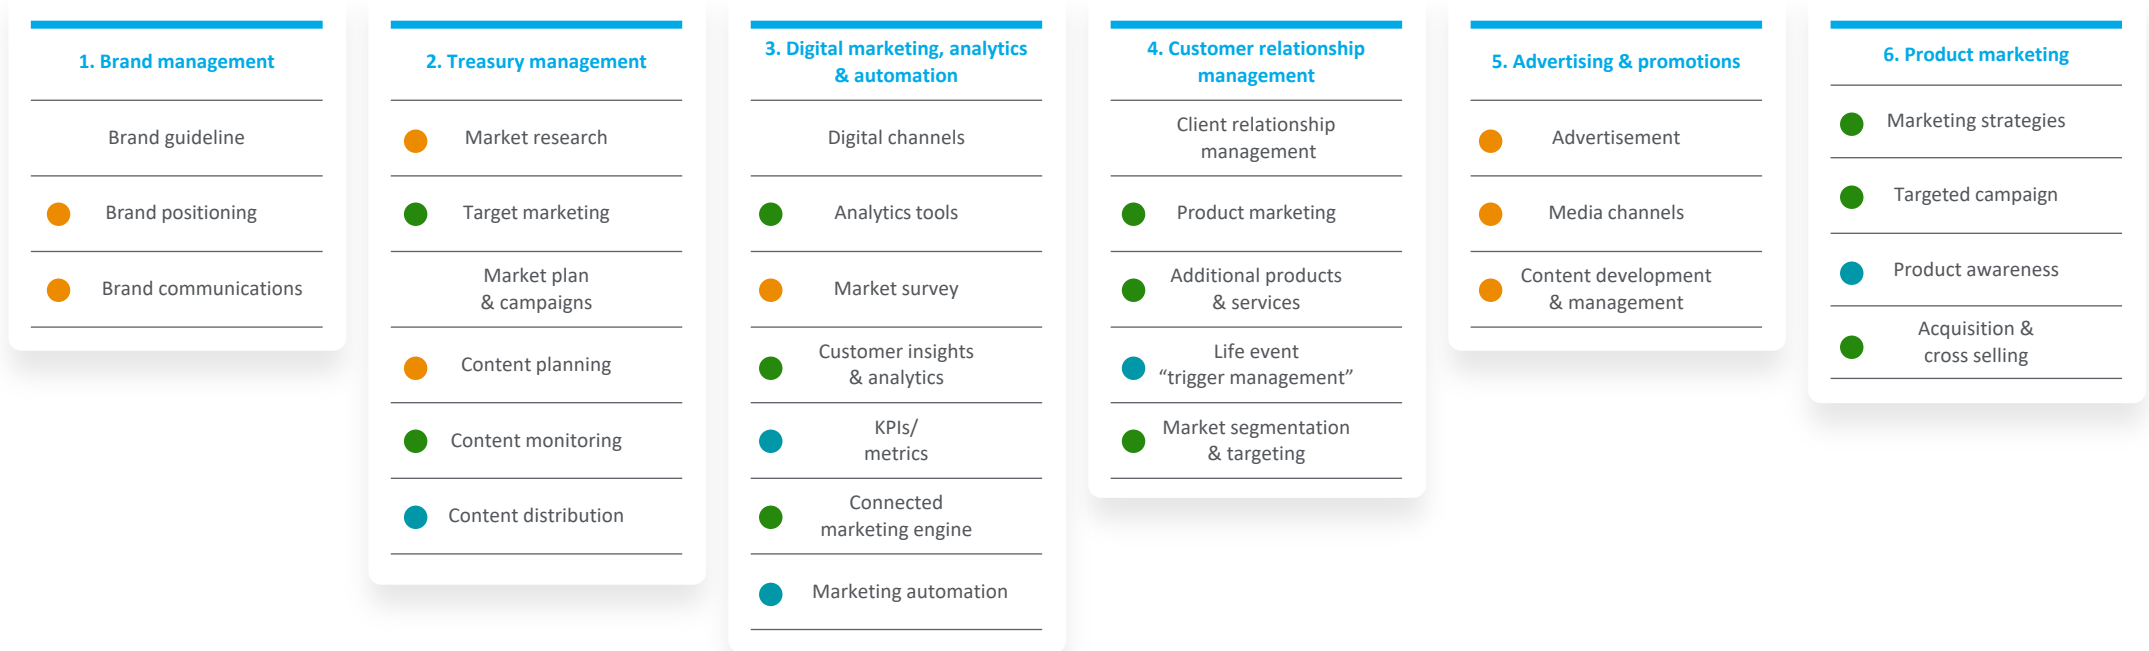 1. Brand management
Brand guideline
Brand positioning
Brand communications
2. Treasury management
Market research
Target marketing
Market plan
& campaigns
Content planning
Content monitoring
Content distribution
3. Digital marketing, analytics
& automation
Digital channels
Analytics tools
Market survey
Customer insights
& analytics
KPIs/
metrics
Connected
marketing engine
Marketing automation
4. Customer relationship
management
Client relationship
management
Product marketing
Additional products
& services
Life event
“trigger management”
Market segmentation
& targeting
5. Advertising & promotions
Advertisement
Media channels
Content development
& management
6. Product marketing
Marketing strategies
Targeted campaign
Product awareness
Acquisition &
cross selling